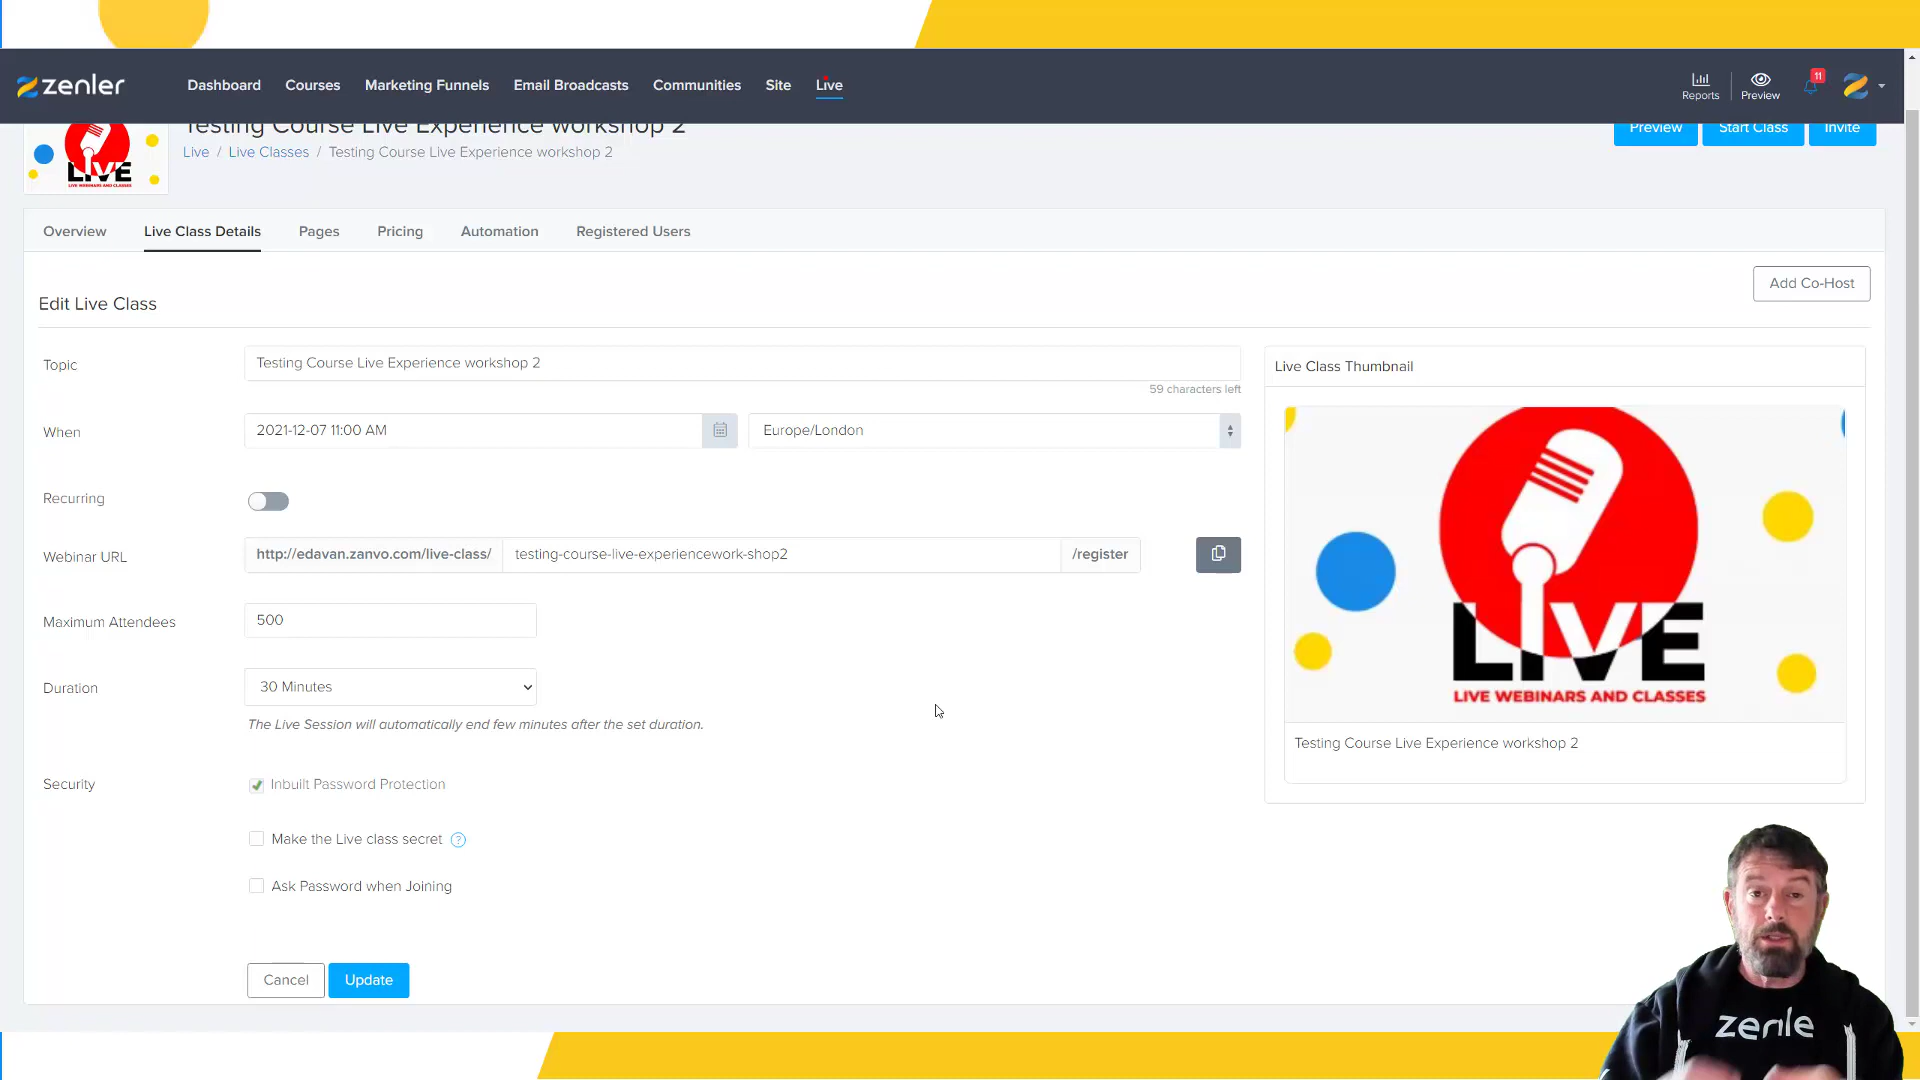 zenler
Dashboard
Courses
Marketing Funnels
Email Broadcasts
Communities
Site
Live
Reports
Preview
11
Testing Course Live Experience workshop 2
Live / Live Classes / Testing Course Live Experience workshop 2
Preview
Start Class
Invite
LIVE
LIVE WEBINARS AND CLASSES
Overview
Live Class Details
Pages
Pricing
Automation
Registered Users
Add Co-Host
Edit Live Class
Topic
Testing Course Live Experience workshop 2
59 characters left
When
2021-12-07 11:00 AM
Europe/London
Recurring
Webinar URL
http://edavan.zanvo.com/live-class/
testing-course-live-experiencework-shop2
/register
Maximum Attendees
500
Duration
30 Minutes
The Live Session will automatically end few minutes after the set duration.
Security
Inbuilt Password Protection
Make the Live class secret ?
Ask Password when Joining
Cancel
Update
Live Class Thumbnail
LIVE
LIVE WEBINARS AND CLASSES
Testing Course Live Experience workshop 2
zenle